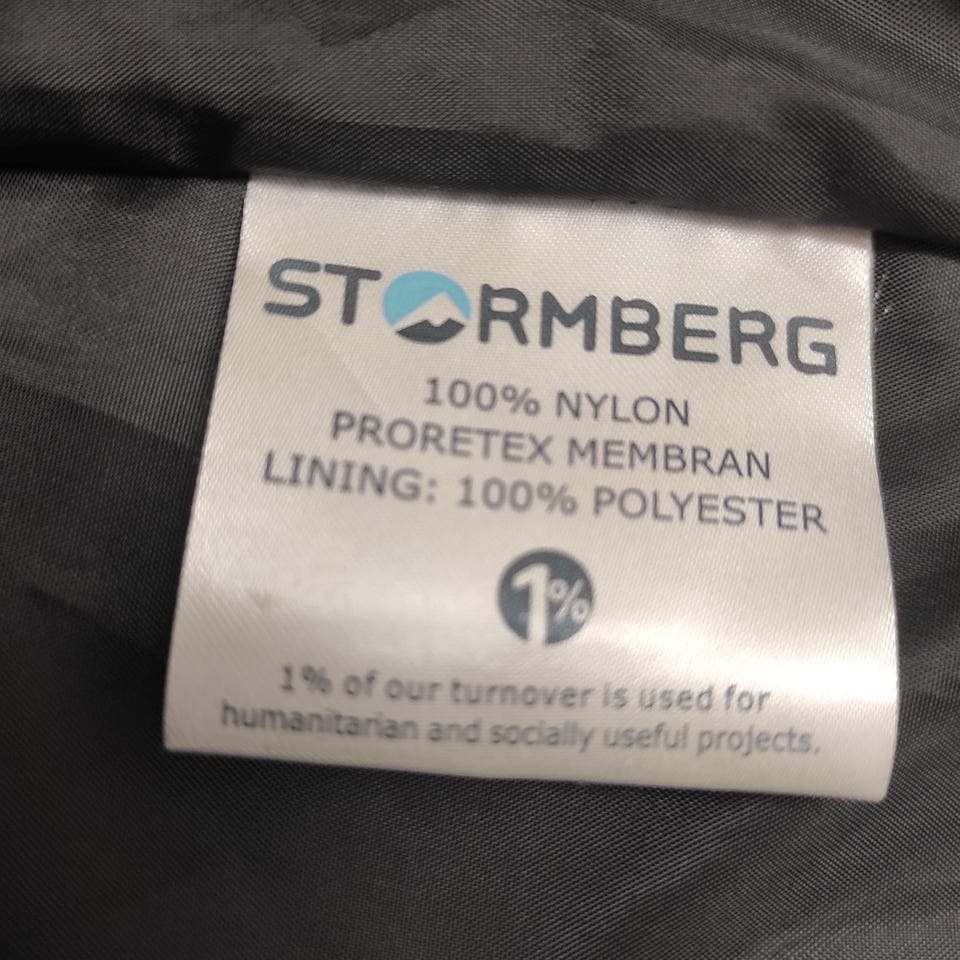 STORMBERG
100% NYLON
PRORETEX MEMBRAN
LINING: 100% POLYESTER
1%
1% of our turnover is used for
humanitarian and socially useful projects.